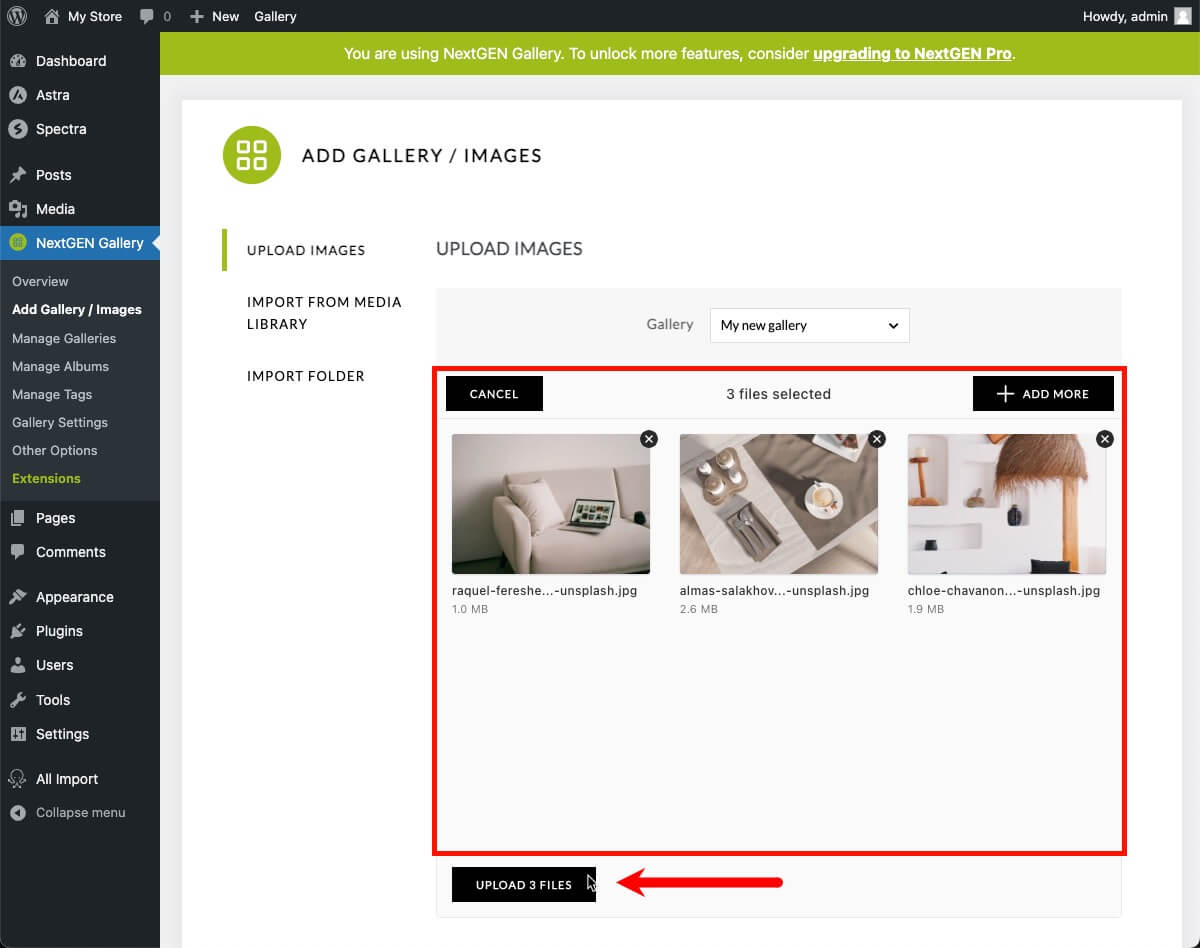 My Store
0
New
Gallery
Howdy, admin
Dashboard
Astra
Spectra
Posts
Media
NextGEN Gallery
Overview
Add Gallery / Images
Manage Galleries
Manage Albums
Manage Tags
Gallery Settings
Other Options
Extensions
Pages
Comments
Appearance
Plugins
Users
Tools
Settings
All Import
Collapse menu
You are using NextGEN Gallery. To unlock more features, consider upgrading to NextGEN Pro.
ADD GALLERY / IMAGES
UPLOAD IMAGES
IMPORT FROM MEDIA
LIBRARY
IMPORT FOLDER
UPLOAD IMAGES
Gallery
My new gallery
CANCEL
3 files selected
ADD MORE
raquel-fereshe...-unsplash.jpg
1.0 MB
almas-salakhov...-unsplash.jpg
2.6 MB
chloe-chavanon...-unsplash.jpg
1.9 MB
UPLOAD 3 FILES